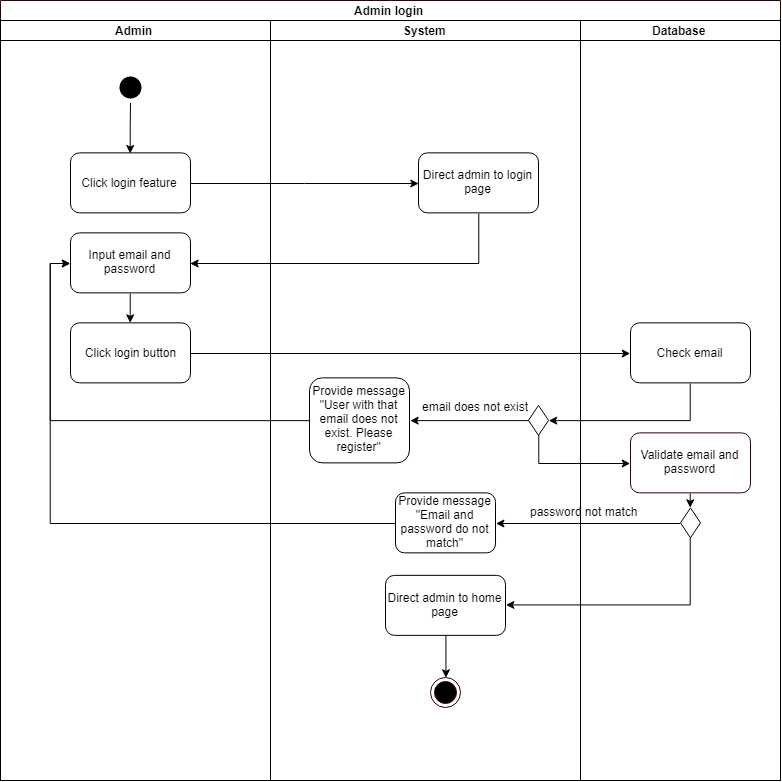 Admin login
Admin
System
Database
Click login feature
Direct admin to login
page
Input email and
password
Click login button
Check email
Provide message
"User with that
email does not
exist. Please
register"
email does not exist
Validate email and
password
Provide message
"Email and
password do not
match"
password not match
Direct admin to home
page